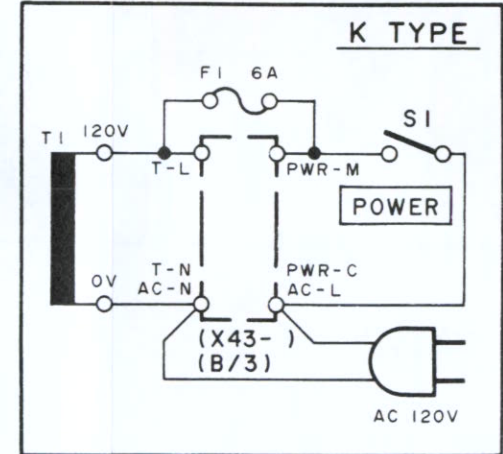 K TYPE
F1 6A
S1
T1 120V
T-L
PWR-M
POWER
0V
T-N
AC-N
PWR-C
AC-L
(X43- )
(B/3)
AC 120V